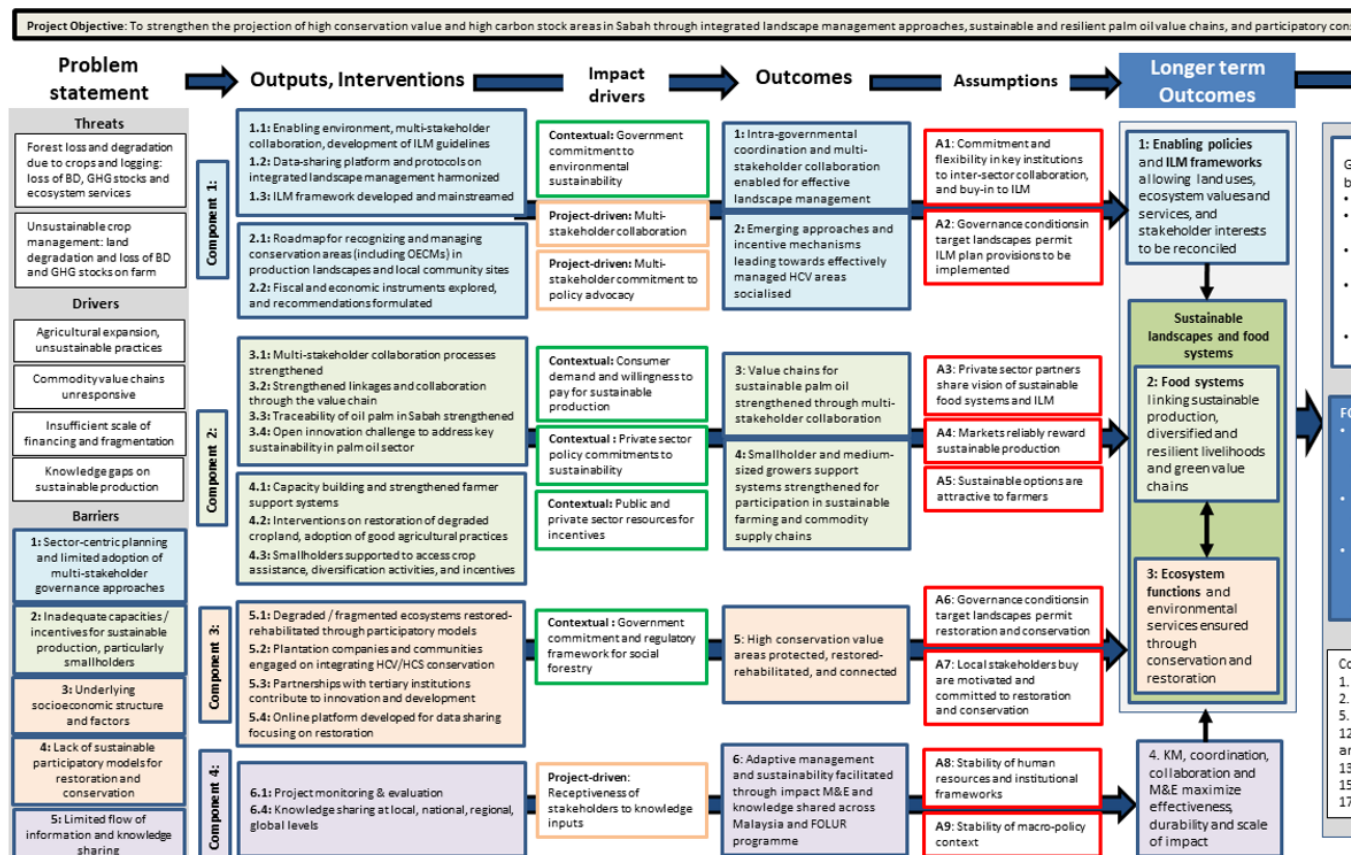 Project Objective: To strengthen the projection of high conservation value and high carbon stock areas in Sabah through integrated landscape management approaches, sustainable and resilient palm oil value chains, and participatory cons
Problem
statement
Outputs, Interventions
Impact
drivers
Outcomes
Assumptions
Longer term
Outcomes
Threats
Forest loss and degradation
due to crops and logging:
loss of BD, GHG stocks and
ecosystem services
Unsustainable crop
management: land
degradation and loss of BD
and GHG stocks on farm
Drivers
Agricultural expansion,
unsustainable practices
Commodity value chains
unresponsive
Insufficient scale of
financing and fragmentation
Knowledge gaps on
sustainable production
Barriers
1: Sector-centric planning
and limited adoption of
multi-stakeholder
governance approaches
2: Inadequate capacities /
incentives for sustainable
production, particularly
smallholders
3: Underlying
socioeconomic structure
and factors
4: Lack of sustainable
participatory models for
restoration and
conservation
5: Limited flow of
information and knowledge
sharing
Component 1:
1.1: Enabling environment, multi-stakeholder
collaboration, development of ILM guidelines
1.2: Data-sharing platform and protocols on
integrated landscape management harmonized
1.3: ILM framework developed and mainstreamed
2.1: Roadmap for recognizing and managing
conservation areas (including OECMs) in
production landscapes and local community sites
2.2: Fiscal and economic instruments explored,
and recommendations formulated
Contextual: Government
commitment to
environmental
sustainability
Project-driven: Multi-
stakeholder collaboration
Project-driven: Multi-
stakeholder commitment to
policy advocacy
1: Intra-governmental
coordination and multi-
stakeholder collaboration
enabled for effective
landscape management
2: Emerging approaches and
incentive mechanisms
leading towards effectively
managed HCV areas
socialised
A1: Commitment and
flexibility in key institutions
to inter-sector collaboration,
and buy-in to ILM
A2: Governance conditions in
target landscapes permit
ILM plan provisions to be
implemented
1: Enabling policies
and ILM frameworks
allowing land uses,
ecosystem values and
services, and
stakeholder interests
to be reconciled
Component 2:
3.1: Multi-stakeholder collaboration processes
strengthened
3.2: Strengthened linkages and collaboration
through the value chain
3.3: Traceability of oil palm in Sabah strengthened
3.4: Open innovation challenge to address key
sustainability in palm oil sector
4.1: Capacity building and strengthened farmer
support systems
4.2: Interventions on restoration of degraded
cropland, adoption of good agricultural practices
4.3: Smallholders supported to access crop
assistance, diversification activities, and incentives
Contextual: Consumer
demand and willingness to
pay for sustainable
production
Contextual : Private sector
policy commitments to
sustainability
Contextual: Public and
private sector resources for
incentives
3: Value chains for
sustainable palm oil
strengthened through multi-
stakeholder collaboration
4: Smallholder and medium-
sized growers support
systems strengthened for
participation in sustainable
farming and commodity
supply chains
A3: Private sector partners
share vision of sustainable
food systems and ILM
A4: Markets reliably reward
sustainable production
A5: Sustainable options are
attractive to farmers
Sustainable
landscapes and food
systems
2: Food systems
linking sustainable
production,
diversified and
resilient livelihoods
and green value
chains
Component 3:
5.1: Degraded / fragmented ecosystems restored-
rehabilitated through participatory models
5.2: Plantation companies and communities
engaged on integrating HCV/HCS conservation
5.3: Partnerships with tertiary institutions
contribute to innovation and development
5.4: Online platform developed for data sharing
focusing on restoration
Contextual : Government
commitment and regulatory
framework for social
forestry
5: High conservation value
areas protected, restored-
rehabilitated, and connected
A6: Governance conditions in
target landscapes permit
restoration and conservation
A7: Local stakeholders buy
are motivated and
committed to restoration
and conservation
3: Ecosystem
functions and
environmental
services ensured
through
conservation and
restoration
Component 4:
6.1: Project monitoring & evaluation
6.4: Knowledge sharing at local, national, regional,
global levels
Project-driven:
Receptiveness of
stakeholders to knowledge
inputs
6: Adaptive management
and sustainability facilitated
through impact M&E and
knowledge shared across
Malaysia and FOLUR
programme
A8: Stability of human
resources and institutional
frameworks
A9: Stability of macro-policy
context
4. KM, coordination,
collaboration and
M&E maximize
effectiveness,
durability and scale
of impact
G
b
FO
Co
1.
2.
5.
12
an
13
15
17